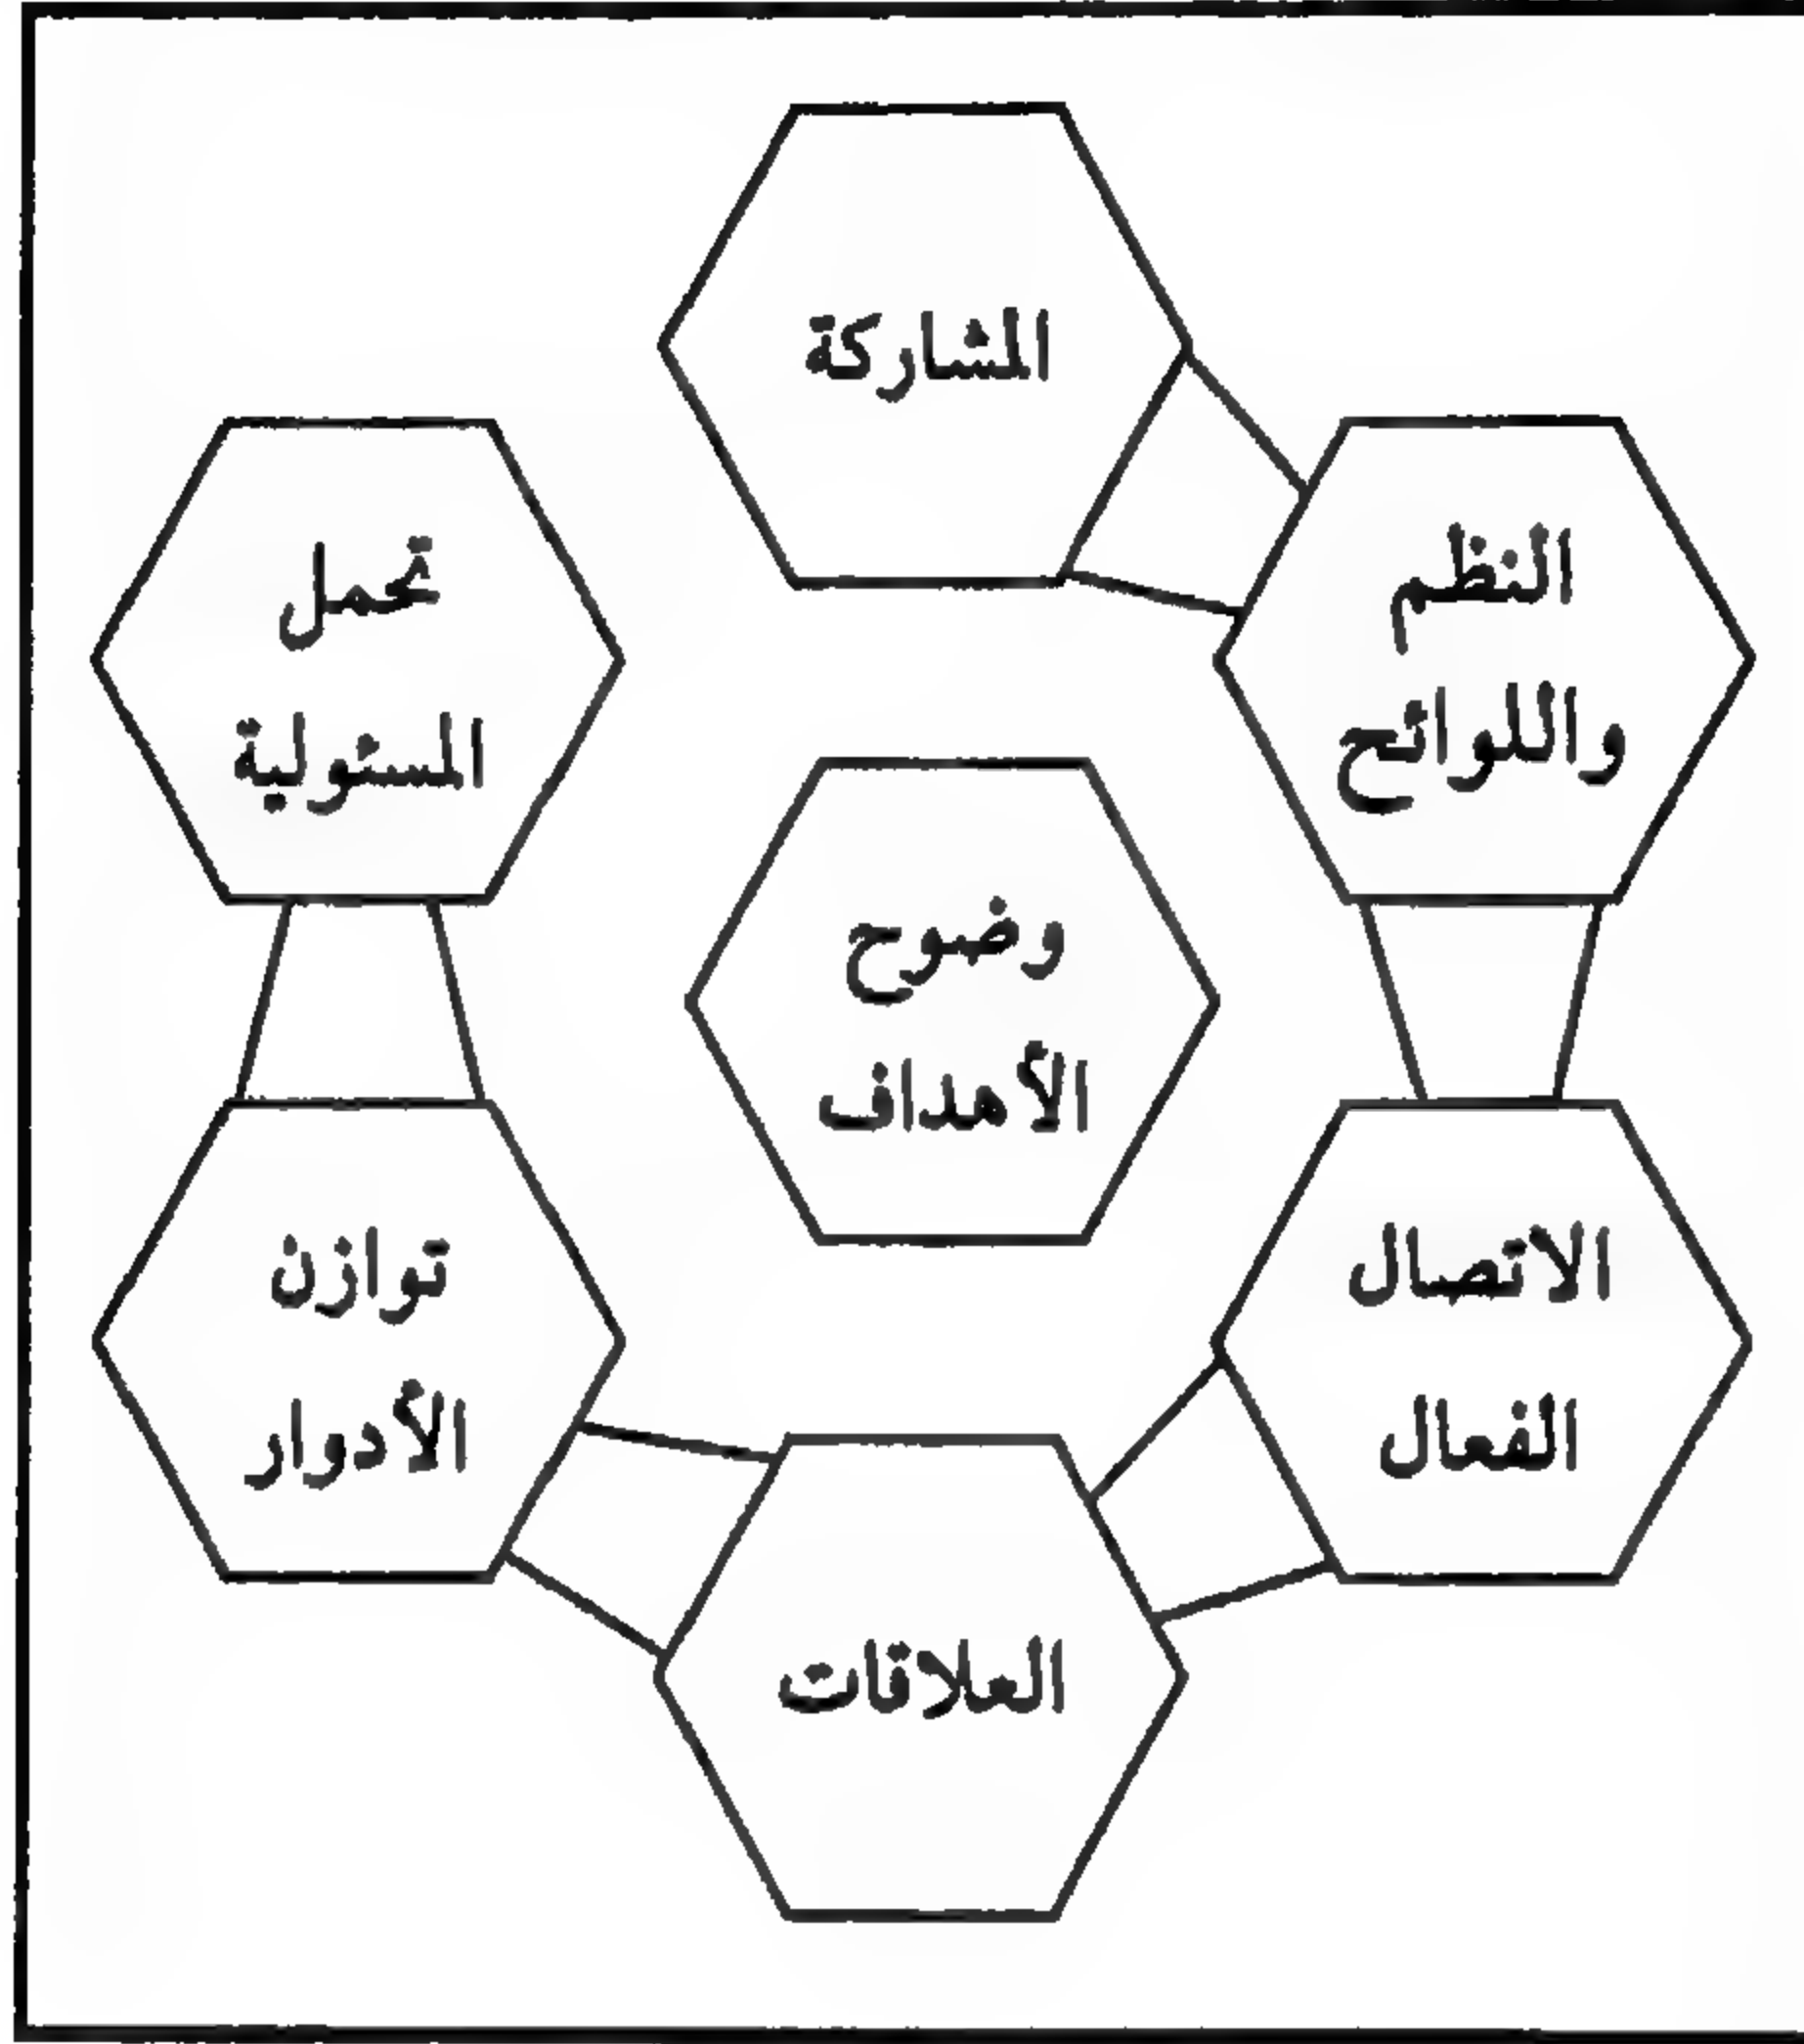 المشاركة
النظم
واللوائح
تحمل
المسئولية
وضوح
الأهداف
الاتصال
الفعال
توازن
الأدوار
العلاقات